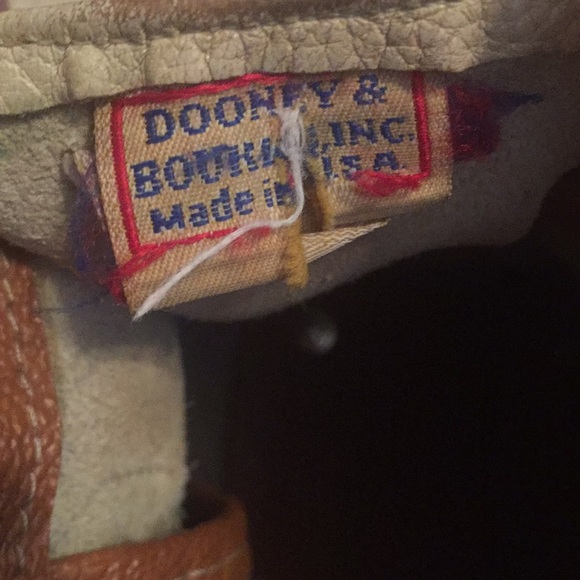 DOONEY &
BOURKE, INC.
Made in U.S.A.